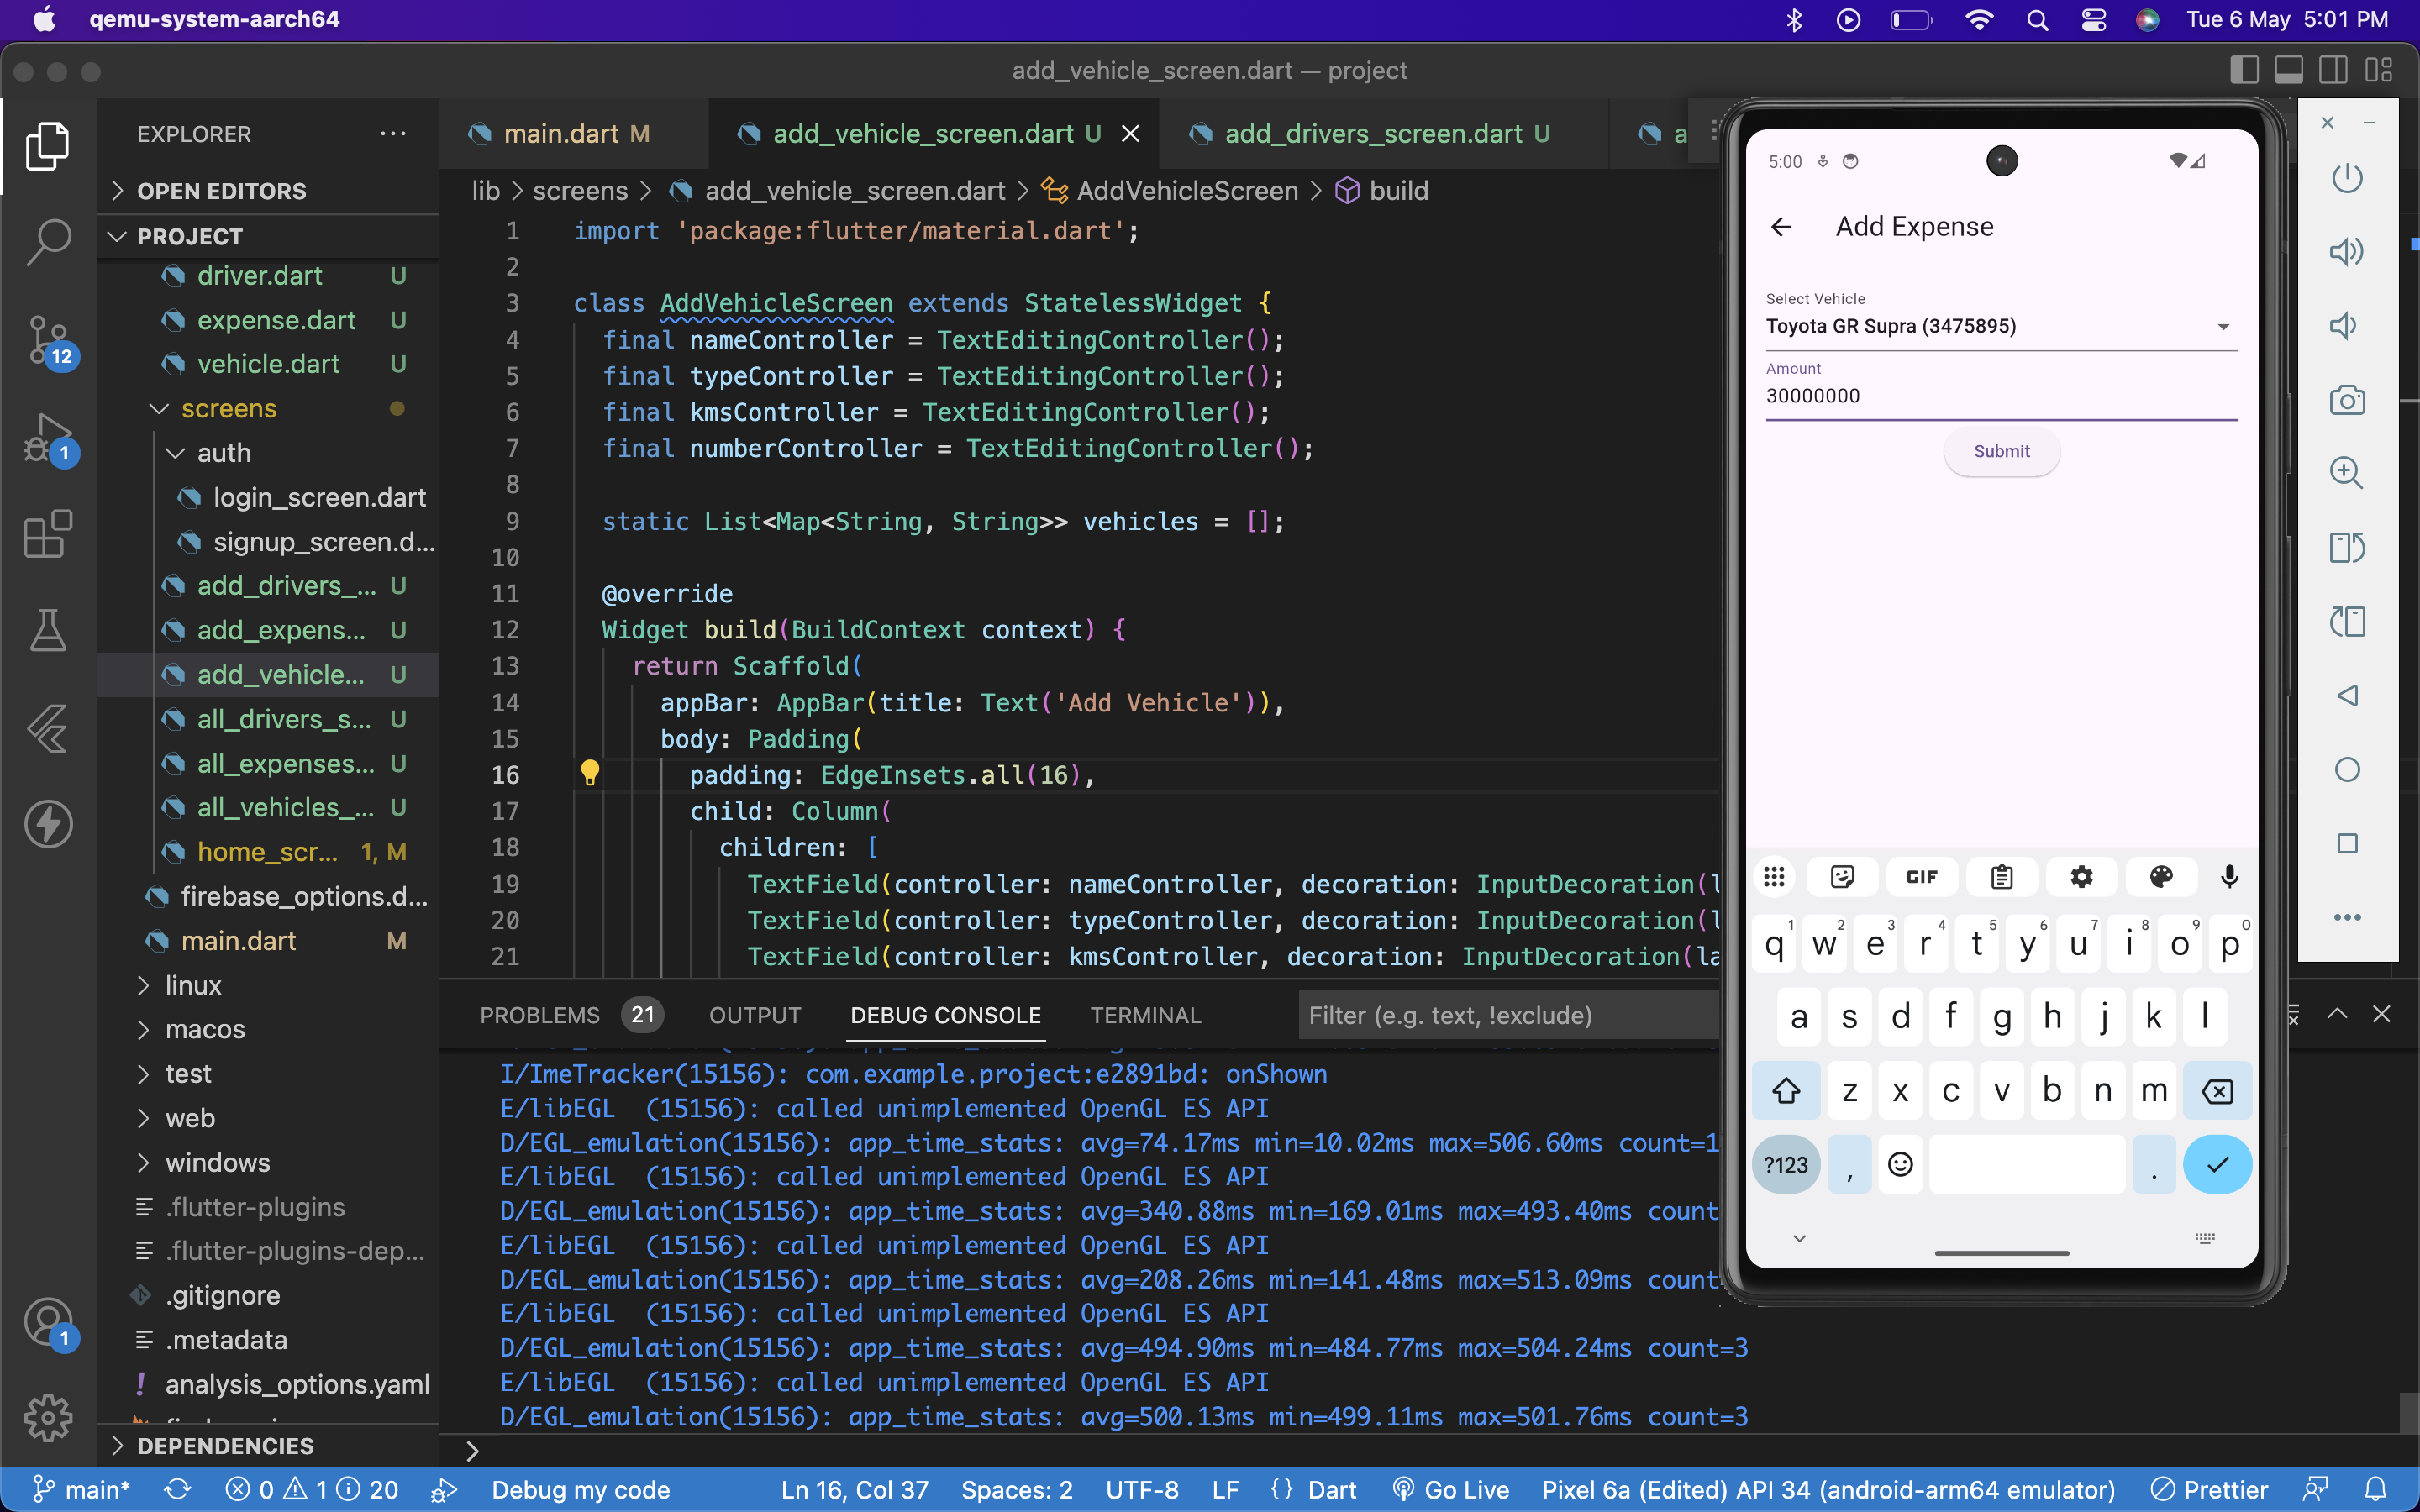 qemu-system-aarch64
Tue 6 May 5:01 PM
add_vehicle_screen.dart — project
EXPLORER
OPEN EDITORS
PROJECT
driver.dart U
expense.dart U
vehicle.dart U
screens
auth
login_screen.dart
signup_screen.d...
add_drivers_... U
add_expens... U
add_vehicle... U
all_drivers_s... U
all_expenses... U
all_vehicles_... U
home_scr... 1, M
firebase_options.d...
main.dart M
linux
macos
test
web
windows
.flutter-plugins
.flutter-plugins-dep...
.gitignore
.metadata
analysis_options.yaml
DEPENDENCIES
12
1
1
main.dart M
add_vehicle_screen.dart U
add_drivers_screen.dart U
a
lib > screens > add_vehicle_screen.dart > AddVehicleScreen > build
1 import 'package:flutter/material.dart';
2
3 class AddVehicleScreen extends StatelessWidget {
4 final nameController = TextEditingController();
5 final typeController = TextEditingController();
6 final kmsController = TextEditingController();
7 final numberController = TextEditingController();
8
9 static List<Map<String, String>> vehicles = [];
10
11 @override
12 Widget build(BuildContext context) {
13 return Scaffold(
14 appBar: AppBar(title: Text('Add Vehicle')),
15 body: Padding(
16 padding: EdgeInsets.all(16),
17 child: Column(
18 children: [
19 TextField(controller: nameController, decoration: InputDecoration(l
20 TextField(controller: typeController, decoration: InputDecoration(l
21 TextField(controller: kmsController, decoration: InputDecoration(la
PROBLEMS 21 OUTPUT DEBUG CONSOLE TERMINAL
Filter (e.g. text, !exclude)
I/ImeTracker(15156): com.example.project:e2891bd: onShown
E/libEGL (15156): called unimplemented OpenGL ES API
D/EGL_emulation(15156): app_time_stats: avg=74.17ms min=10.02ms max=506.60ms count=1
E/libEGL (15156): called unimplemented OpenGL ES API
D/EGL_emulation(15156): app_time_stats: avg=340.88ms min=169.01ms max=493.40ms count
E/libEGL (15156): called unimplemented OpenGL ES API
D/EGL_emulation(15156): app_time_stats: avg=208.26ms min=141.48ms max=513.09ms count
E/libEGL (15156): called unimplemented OpenGL ES API
D/EGL_emulation(15156): app_time_stats: avg=494.90ms min=484.77ms max=504.24ms count=3
E/libEGL (15156): called unimplemented OpenGL ES API
D/EGL_emulation(15156): app_time_stats: avg=500.13ms min=499.11ms max=501.76ms count=3
5:00
Add Expense
Select Vehicle
Toyota GR Supra (3475895)
Amount
30000000
Submit
GIF
q1 w2 e3 r4 t5 y6 u7 i8 o9 p0
a s d f g h j k l
z x c v b n m
?123 , .
main* 0 1 20 Debug my code Ln 16, Col 37 Spaces: 2 UTF-8 LF {} Dart Go Live Pixel 6a (Edited) API 34 (android-arm64 emulator) Prettier